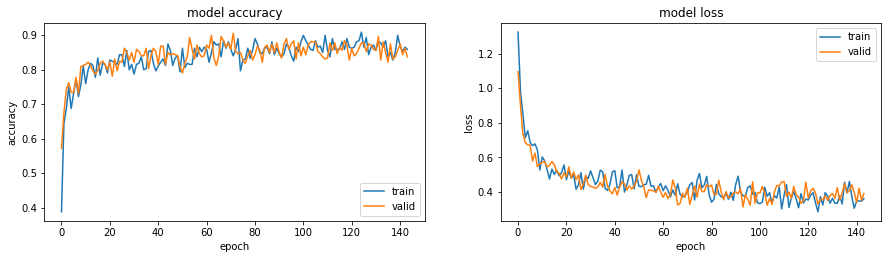 model accuracy
accuracy
0.9
0.8
0.7
0.6
0.5
0.4
0 20 40 60 80 100 120 140
epoch
train
valid
model loss
loss
1.2
1.0
0.8
0.6
0.4
0 20 40 60 80 100 120 140
epoch
train
valid